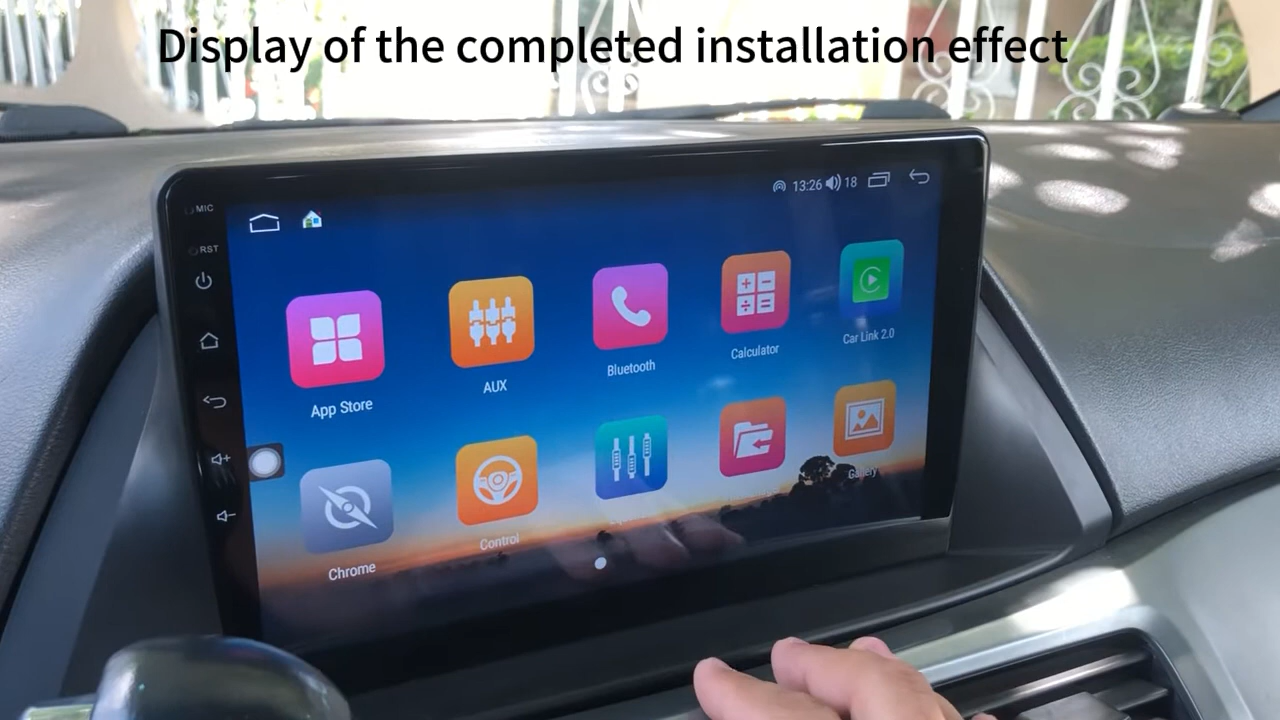 Display of the completed installation effect
MIC
13:26
18
RST
App Store
AUX
Bluetooth
Calculator
Car Link 2.0
Chrome
Control
Gallery